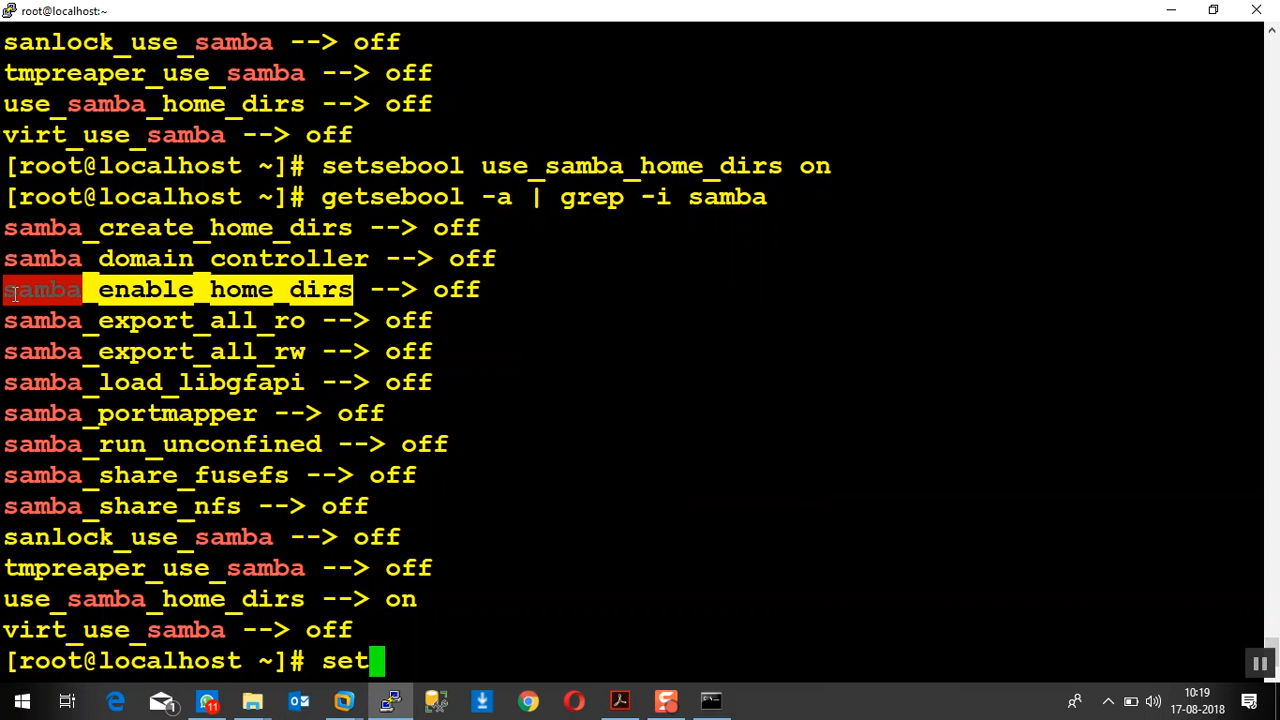 root@localhost:~
sanlock_use_samba --> off
tmpreaper_use_samba --> off
use_samba_home_dirs --> off
virt_use_samba --> off
[root@localhost ~]# setsebool use_samba_home_dirs on
[root@localhost ~]# getsebool -a | grep -i samba
samba_create_home_dirs --> off
samba_domain_controller --> off
samba_enable_home_dirs --> off
samba_export_all_ro --> off
samba_export_all_rw --> off
samba_load_libgfapi --> off
samba_portmapper --> off
samba_run_unconfined --> off
samba_share_fusefs --> off
samba_share_nfs --> off
sanlock_use_samba --> off
tmpreaper_use_samba --> off
use_samba_home_dirs --> on
virt_use_samba --> off
[root@localhost ~]# set
1
11
10:19
17-08-2018